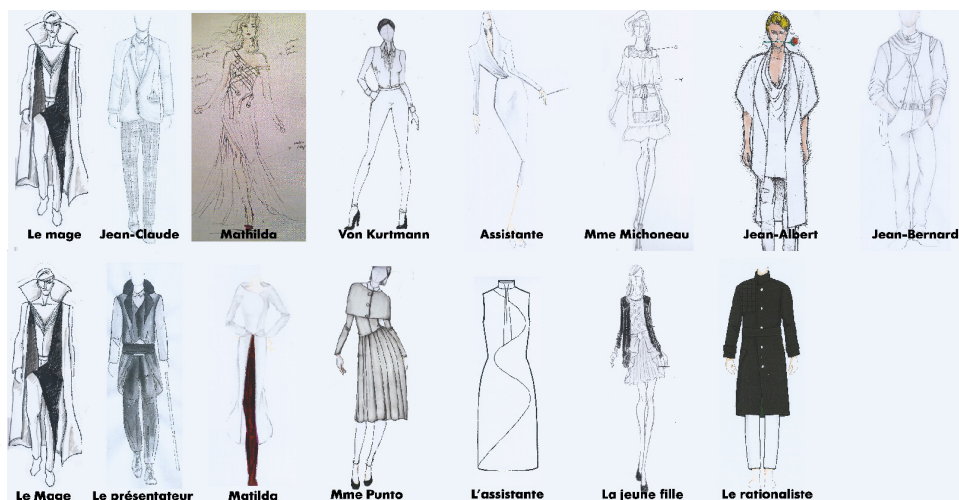 Le mage Jean-Claude Mathilda Von Kurtmann Assistante Mme Michoneau Jean-Albert Jean-Bernard
Le Mage Le présentateur Matilda Mme Punto L'assistante La jeune fille Le rationaliste